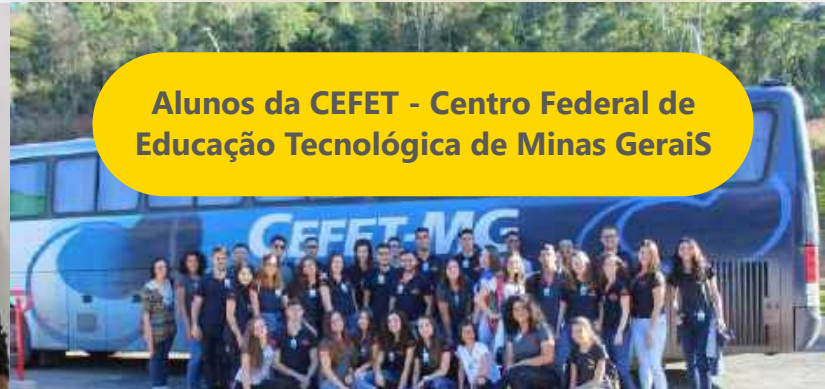 Alunos da CEFET - Centro Federal de
Educação Tecnológica de Minas GeraiS
CEFET-MG